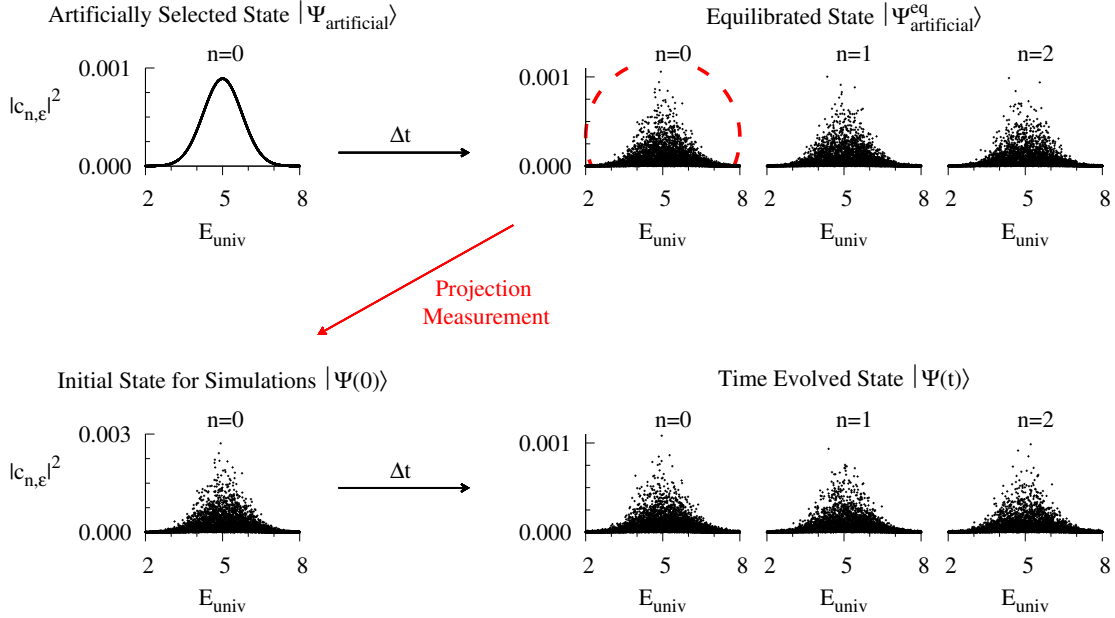 Artificially Selected State |Ψartificial⟩
n=0
0.001
0.000
|cn,ε|²
2 5 8
Euniv
Δt
Equilibrated State |Ψeqartificial⟩
n=0 n=1 n=2
0.001
0.000
2 5 8 2 5 8 2 5 8
Euniv Euniv Euniv
Projection
Measurement
Initial State for Simulations |Ψ(0)⟩
n=0
0.003
0.000
|cn,ε|²
2 5 8
Euniv
Δt
Time Evolved State |Ψ(t)⟩
n=0 n=1 n=2
0.001
0.000
2 5 8 2 5 8 2 5 8
Euniv Euniv Euniv